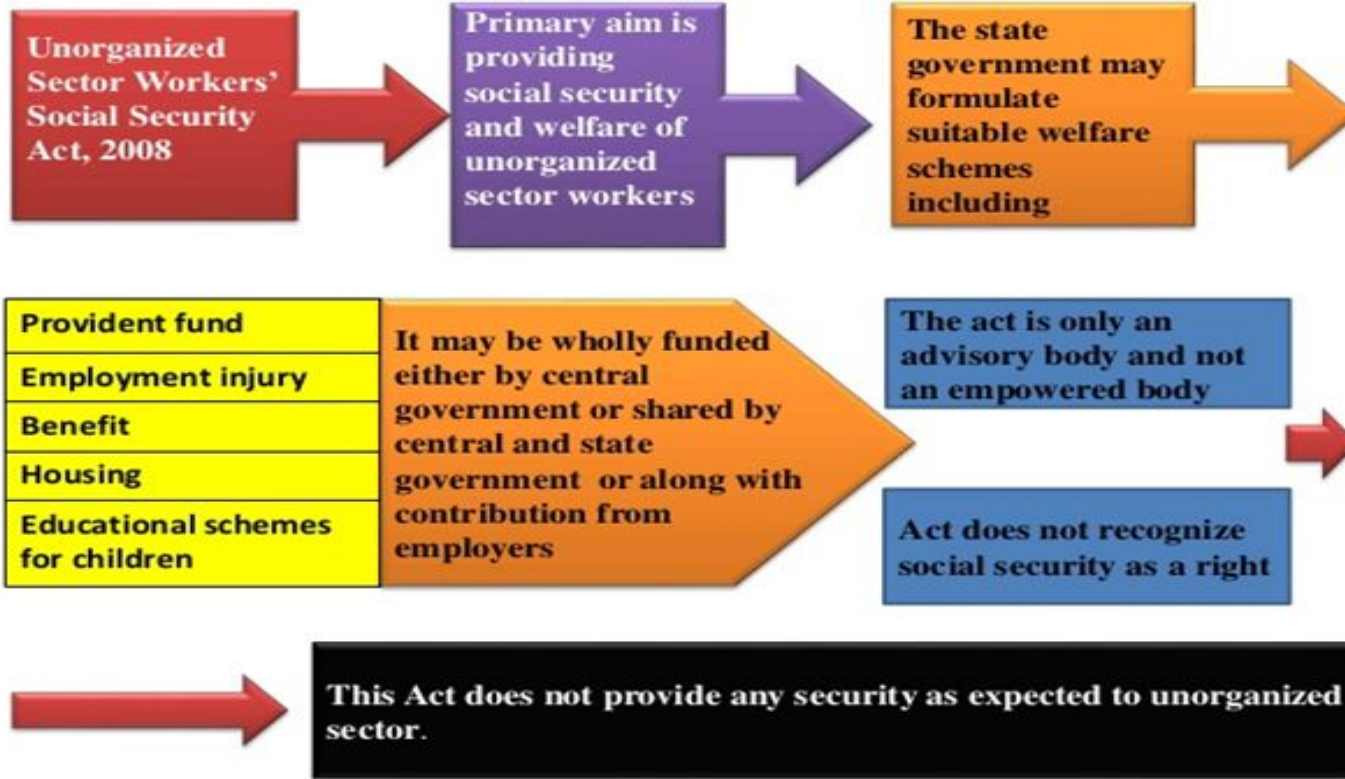 Unorganized
Sector Workers'
Social Security
Act, 2008
Primary aim is
providing
social security
and welfare of
unorganized
sector workers
The state
government may
formulate
suitable welfare
schemes
including
Provident fund
Employment injury
Benefit
Housing
Educational schemes
for children
It may be wholly funded
either by central
government or shared by
central and state
government or along with
contribution from
employers
The act is only an
advisory body and not
an empowered body
Act does not recognize
social security as a right
This Act does not provide any security as expected to unorganized
sector.